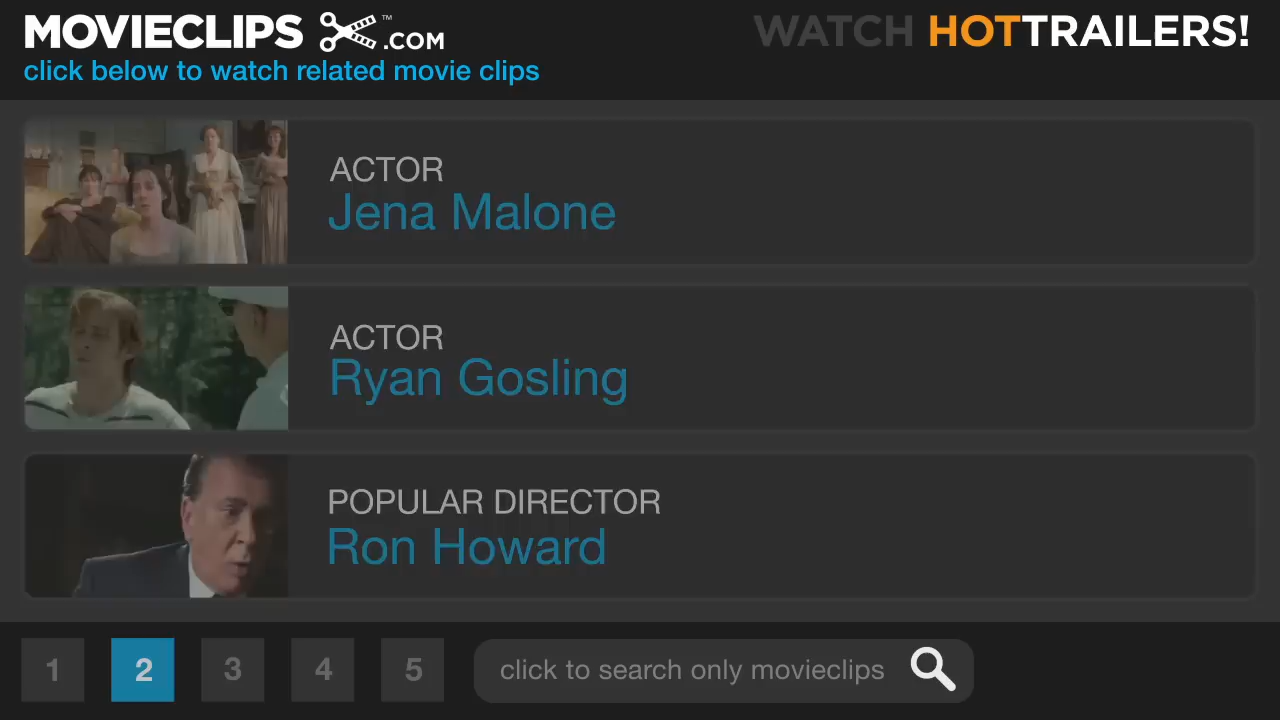 MOVIECLIPS ™ .COM
WATCH HOTTRAILERS!
click below to watch related movie clips
ACTOR
Jena Malone
ACTOR
Ryan Gosling
POPULAR DIRECTOR
Ron Howard
1 2 3 4 5 click to search only movieclips